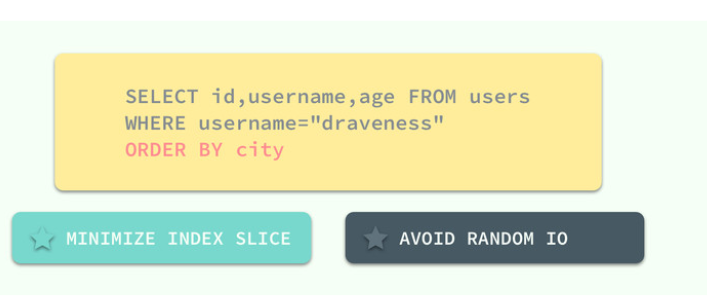 SELECT id,username,age FROM users
WHERE username="draveness"
ORDER BY city
MINIMIZE INDEX SLICE
AVOID RANDOM IO